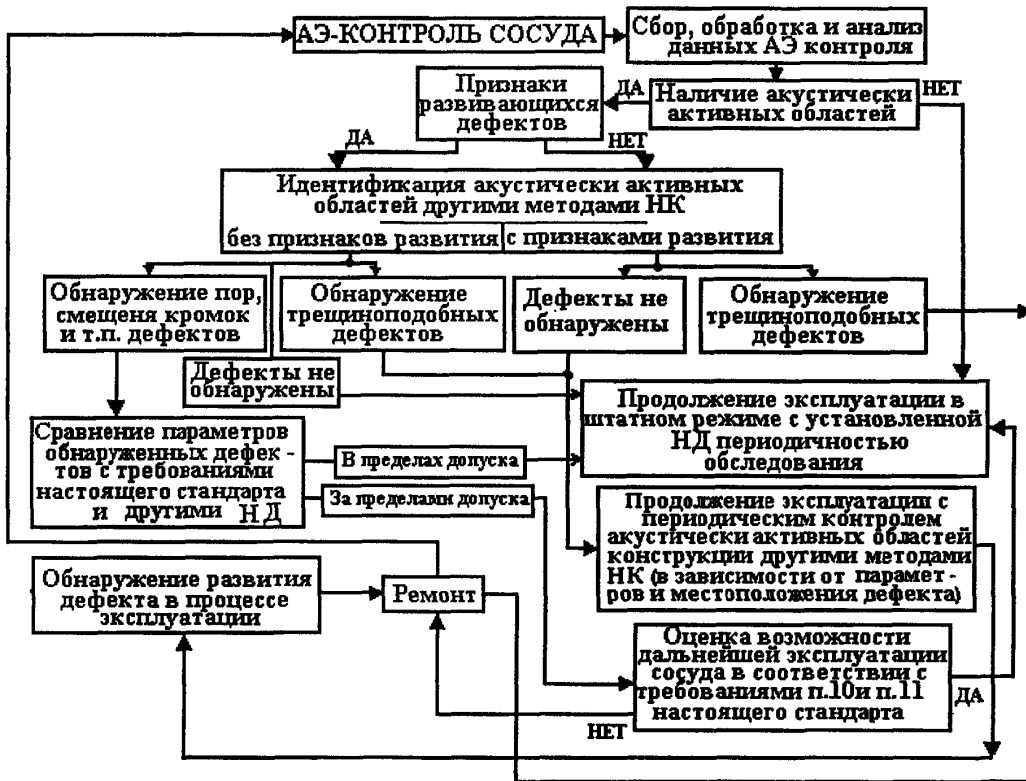 АЭ-КОНТРОЛЬ СОСУДА
Сбор, обработка и анализ
данных АЭ контроля
Признаки
развивающихся
дефектов
ДА
Наличие акустически
активных областей
НЕТ
ДА
НЕТ
Идентификация акустически активных
областей другими методами НК
без признаков развития
с признаками развития
Обнаружение пор,
смещеня кромок
и т.п. дефектов
Обнаружение
трещиноподобных
дефектов
Дефекты не
обнаружены
Обнаружение
трещиноподобных
дефектов
Дефекты не
обнаружены
Продолжение эксплуатации в
штатном режиме с установленной
НД периодичностью
обследования
Сравнение параметров
обнаруженных дефек -
тов с требованиями
настоящего стандарта
и другими НД
В пределах допуска
За пределами допуска
Продолжение эксплуатации с
периодическим контролем
акустически активных областей
конструкции другими методами
НК (в зависимости от парамет-
ров и местоположения дефекта)
Обнаружение развития
дефекта в процессе
эксплуатации
Ремонт
Оценка возможности
дальнейшей эксплуатации
сосуда в соответствии с
требованиями п.10и п.11
настоящего стандарта
ДА
НЕТ